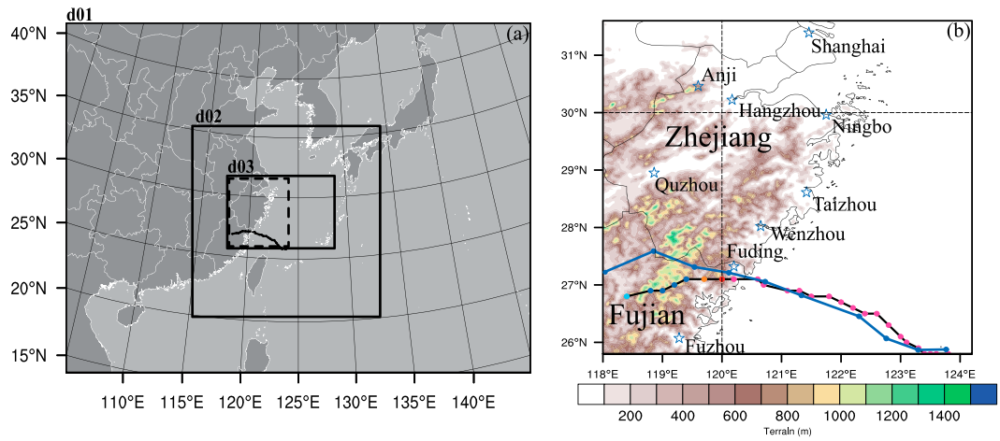 d01
(a)
40°N
35°N
30°N
25°N
20°N
15°N
d02
d03
110°E 115°E 120°E 125°E 130°E 135°E 140°E
(b)
31°N
30°N
29°N
28°N
27°N
26°N
Shanghai
Anji
Hangzhou
Ningbo
Zhejiang
Quzhou
Taizhou
Wenzhou
Fuding
Fujian
Fuzhou
118°E 119°E 120°E 121°E 122°E 123°E 124°E
200 400 600 800 1000 1200 1400
Terrain (m)